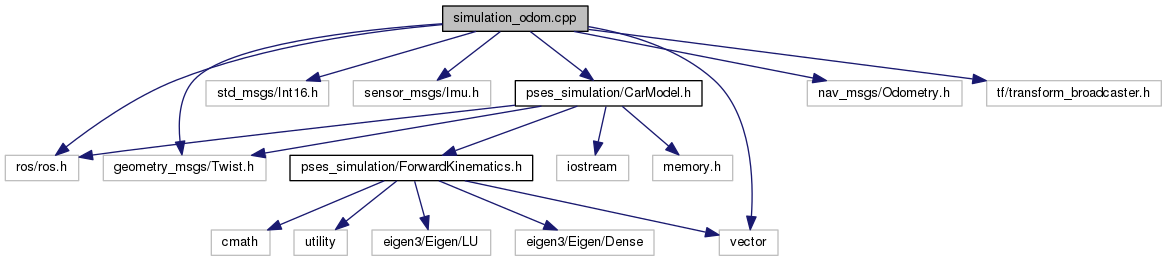 simulation_odom.cpp
std_msgs/Int16.h
sensor_msgs/Imu.h
pses_simulation/CarModel.h
nav_msgs/Odometry.h
tf/transform_broadcaster.h
ros/ros.h
geometry_msgs/Twist.h
pses_simulation/ForwardKinematics.h
iostream
memory.h
cmath
utility
eigen3/Eigen/LU
eigen3/Eigen/Dense
vector